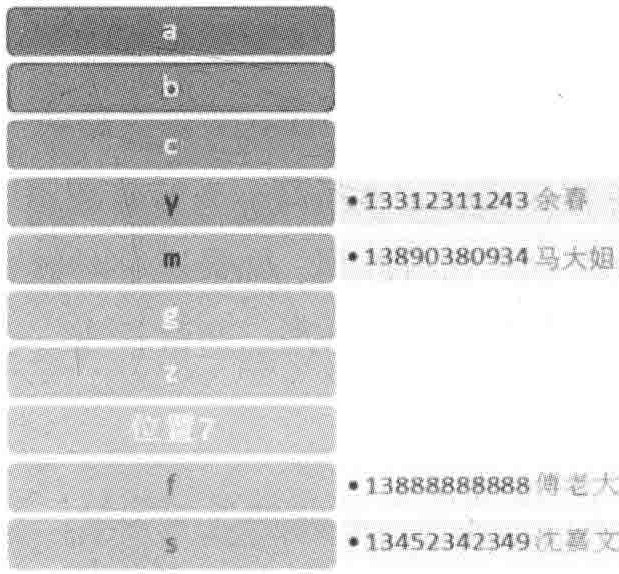 a
b
c
y • 13312311243 余春
m • 13890380934 马大姐
g
z
位置7
f • 13888888888 傅老大
s • 13452342349 沈嘉文